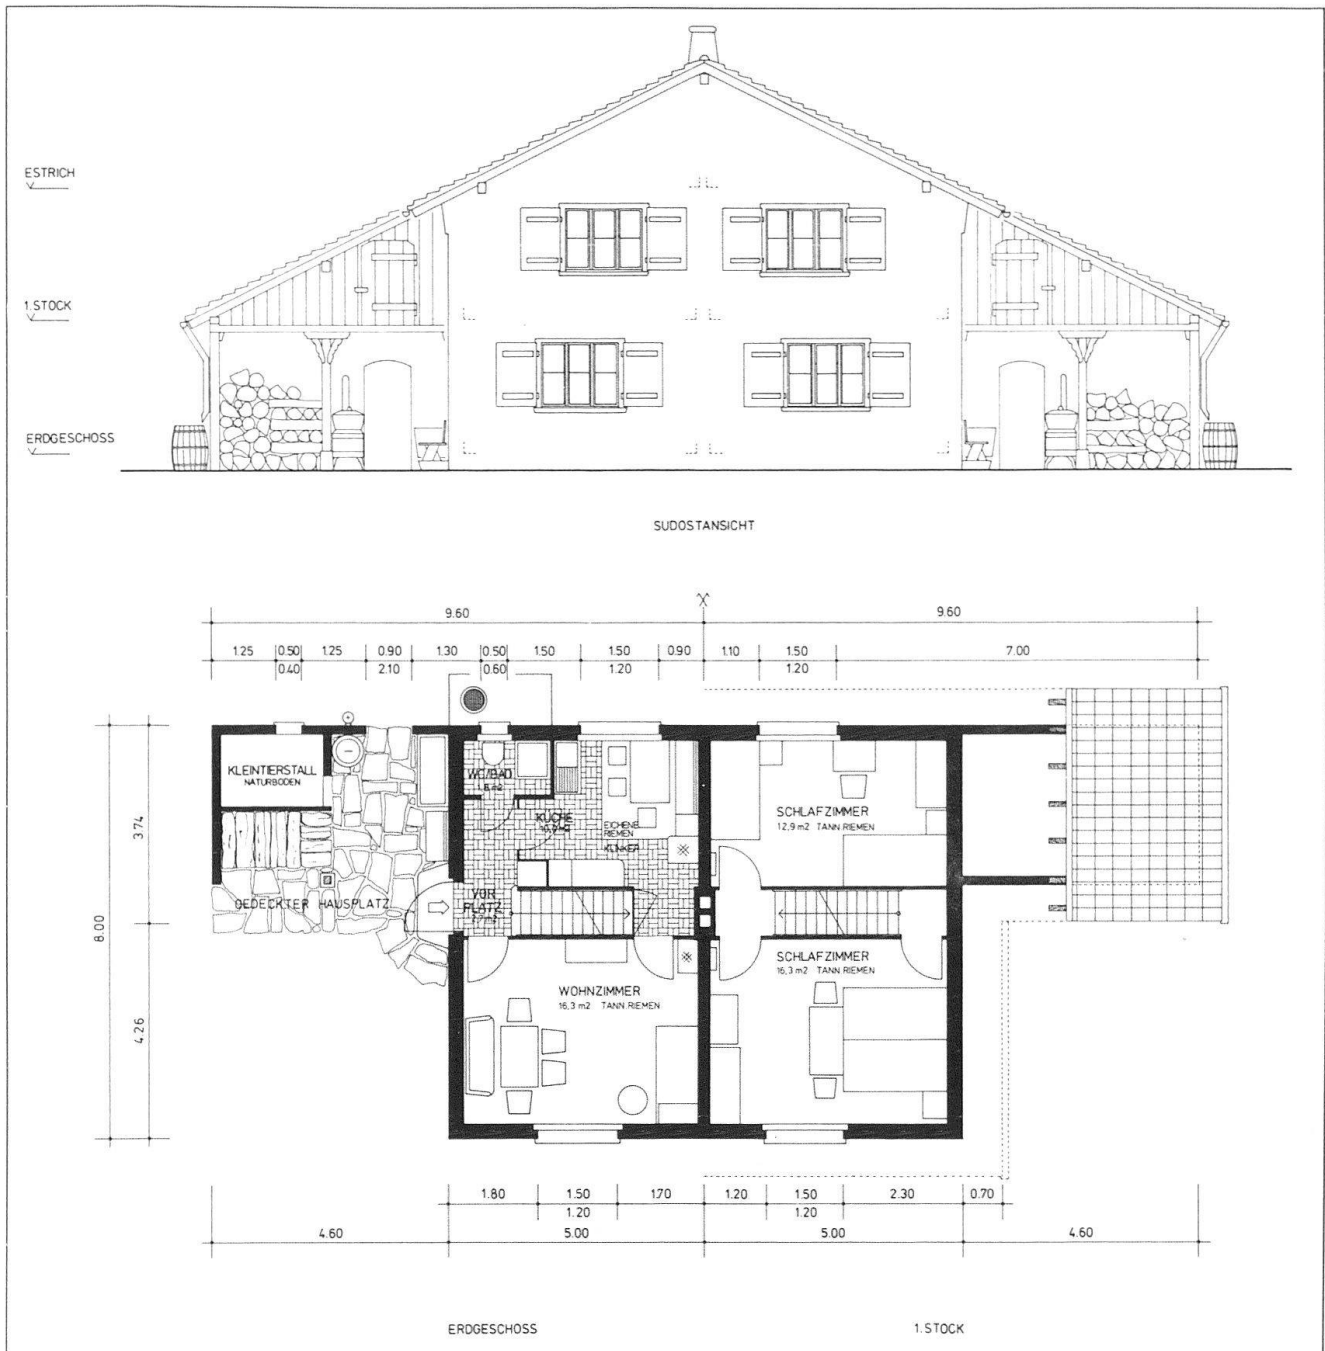 ESTRICH
1.STOCK
ERDGESCHOSS
SUDOSTANSICHT
9.60 9.60
1.25 0.50 1.25 0.90 1.30 0.50 1.50 1.50 0.90 1.10 1.50 7.00
0.40 2.10 0.60 1.20 1.20
KLEINTIERSTALL
NATURBODEN
WC/BAD
KÜCHE
EICHENE
RIEMEN
KLINKER
SCHLAFZIMMER
12,9 m2 TANN.RIEMEN
3.74
8.00
4.26
GEDECKTER HAUSPLATZ
VOR
PLATZ
SCHLAFZIMMER
16,3 m2 TANN.RIEMEN
WOHNZIMMER
16,3 m2 TANN.RIEMEN
1.80 1.50 1.70 1.20 1.50 2.30 0.70
1.20 1.20
4.60 5.00 5.00 4.60
ERDGESCHOSS 1. STOCK